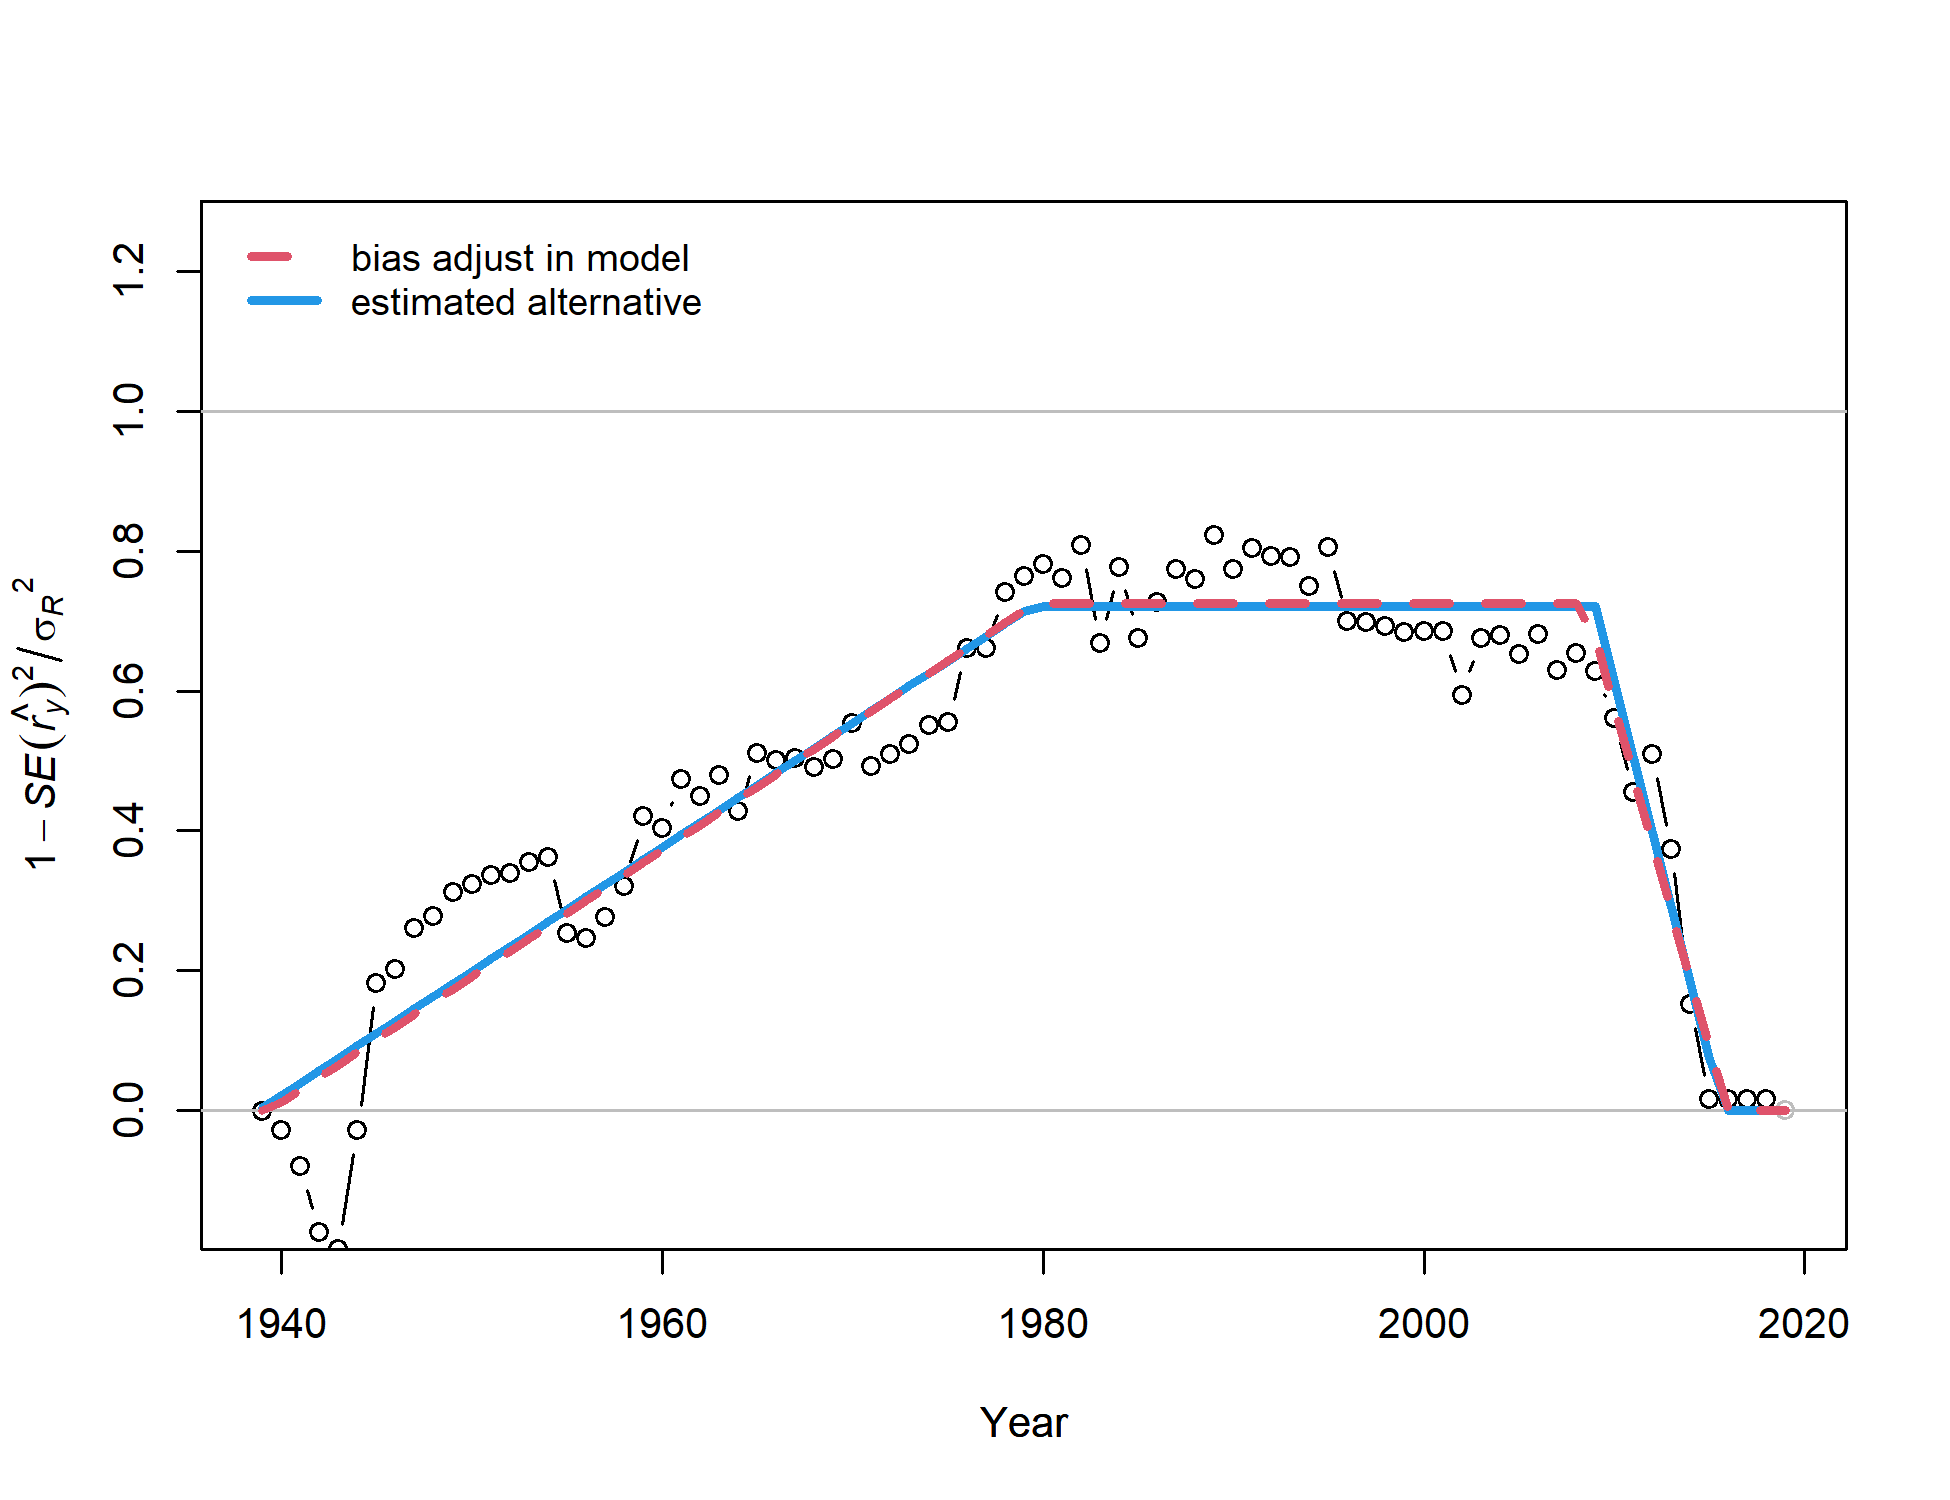 bias adjust in model
estimated alternative
1.2
1.0
0.8
0.6
0.4
0.2
0.0
1 − SE(r̂y)² / σR²
1940 1960 1980 2000 2020
Year